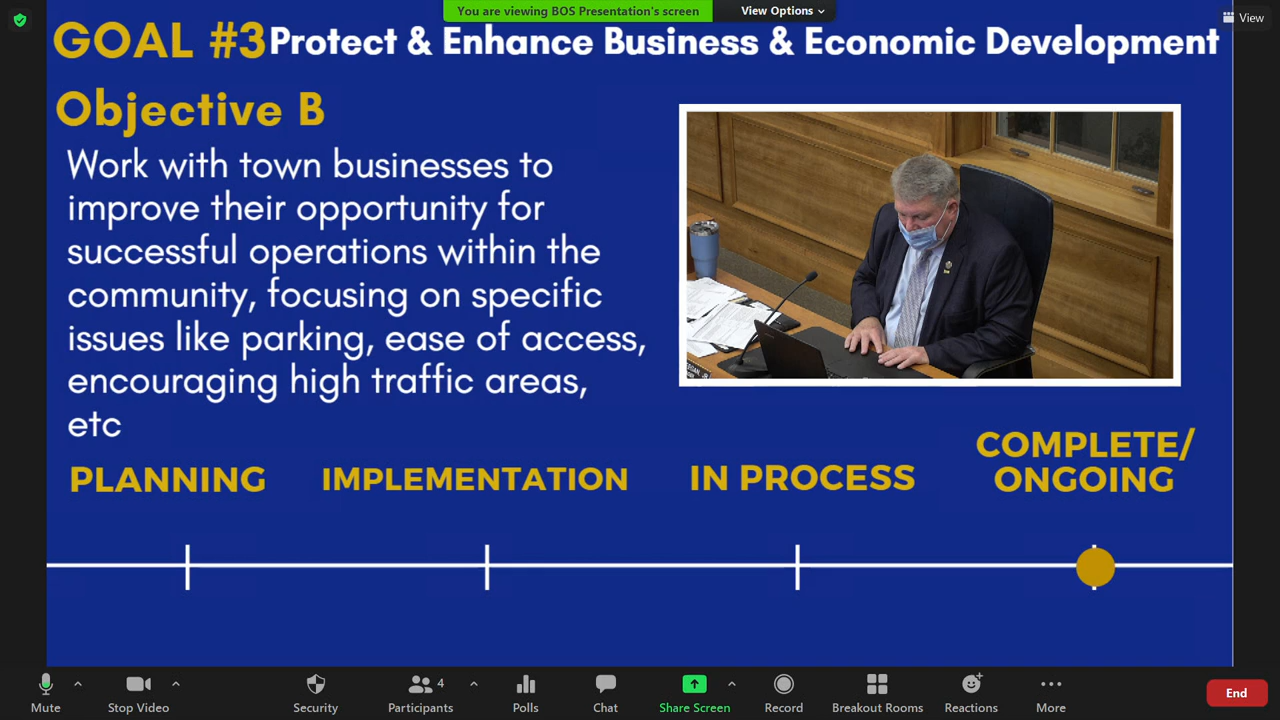 You are viewing BOS Presentation's screen
View Options
View
GOAL #3 Protect & Enhance Business & Economic Development
Objective B
Work with town businesses to
improve their opportunity for
successful operations within the
community, focusing on specific
issues like parking, ease of access,
encouraging high traffic areas,
etc
PLANNING
IMPLEMENTATION
IN PROCESS
COMPLETE/
ONGOING
Mute
Stop Video
Security
4
Participants
Polls
Chat
Share Screen
Record
Breakout Rooms
Reactions
More
End